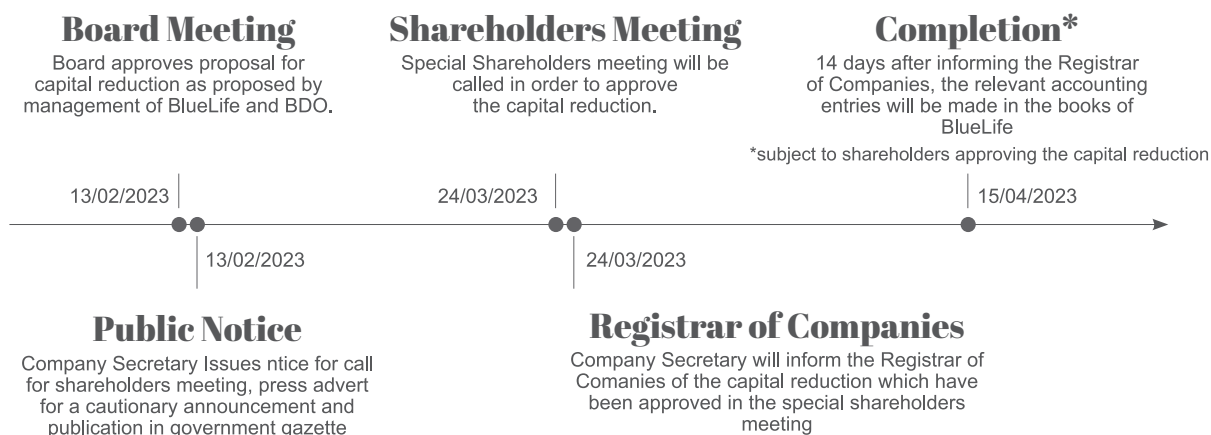 Board Meeting
Board approves proposal for
capital reduction as proposed by
management of BlueLife and BDO.
Shareholders Meeting
Special Shareholders meeting will be
called in order to approve
the capital reduction.
Completion*
14 days after informing the Registrar
of Companies, the relevant accounting
entries will be made in the books of
BlueLife
*subject to shareholders approving the capital reduction
13/02/2023
24/03/2023
15/04/2023
13/02/2023
24/03/2023
Public Notice
Company Secretary Issues ntice for call
for shareholders meeting, press advert
for a cautionary announcement and
publication in government gazette
Registrar of Companies
Company Secretary will inform the Registrar of
Comanies of the capital reduction which have
been approved in the special shareholders
meeting